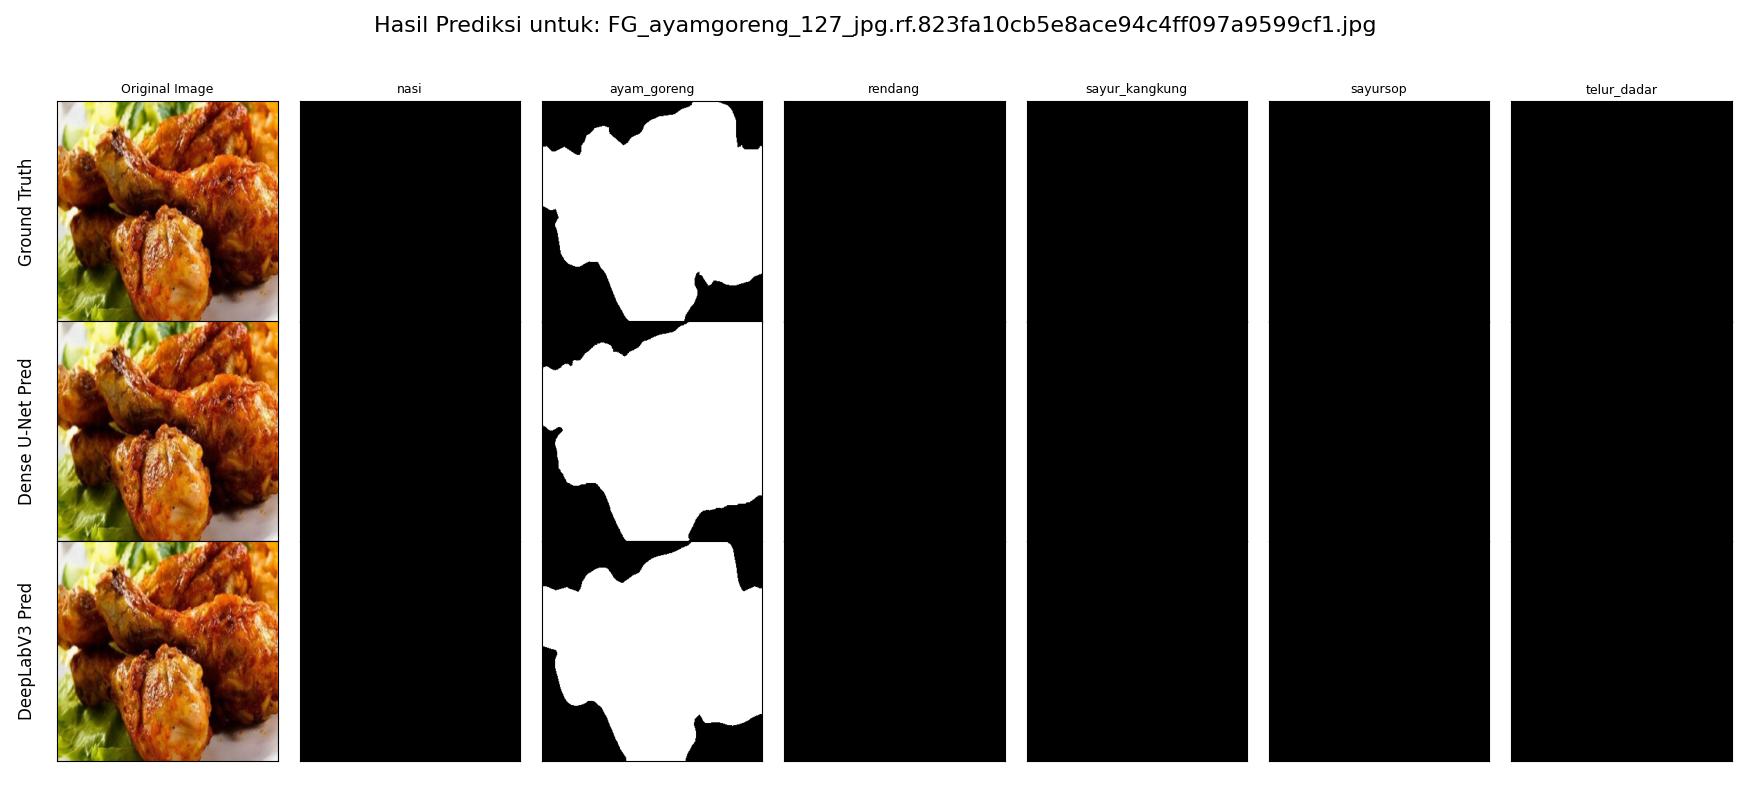 Hasil Prediksi untuk: FG_ayamgoreng_127_jpg.rf.823fa10cb5e8ace94c4ff097a9599cf1.jpg
Original Image
nasi
ayam_goreng
rendang
sayur_kangkung
sayursop
telur_dadar
Ground Truth
Dense U-Net Pred
DeepLabV3 Pred